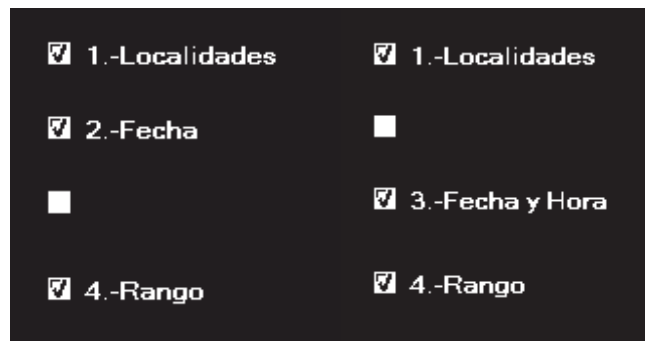 1.-Localidades
2.-Fecha
4.-Rango
1.-Localidades
3.-Fecha y Hora
4.-Rango